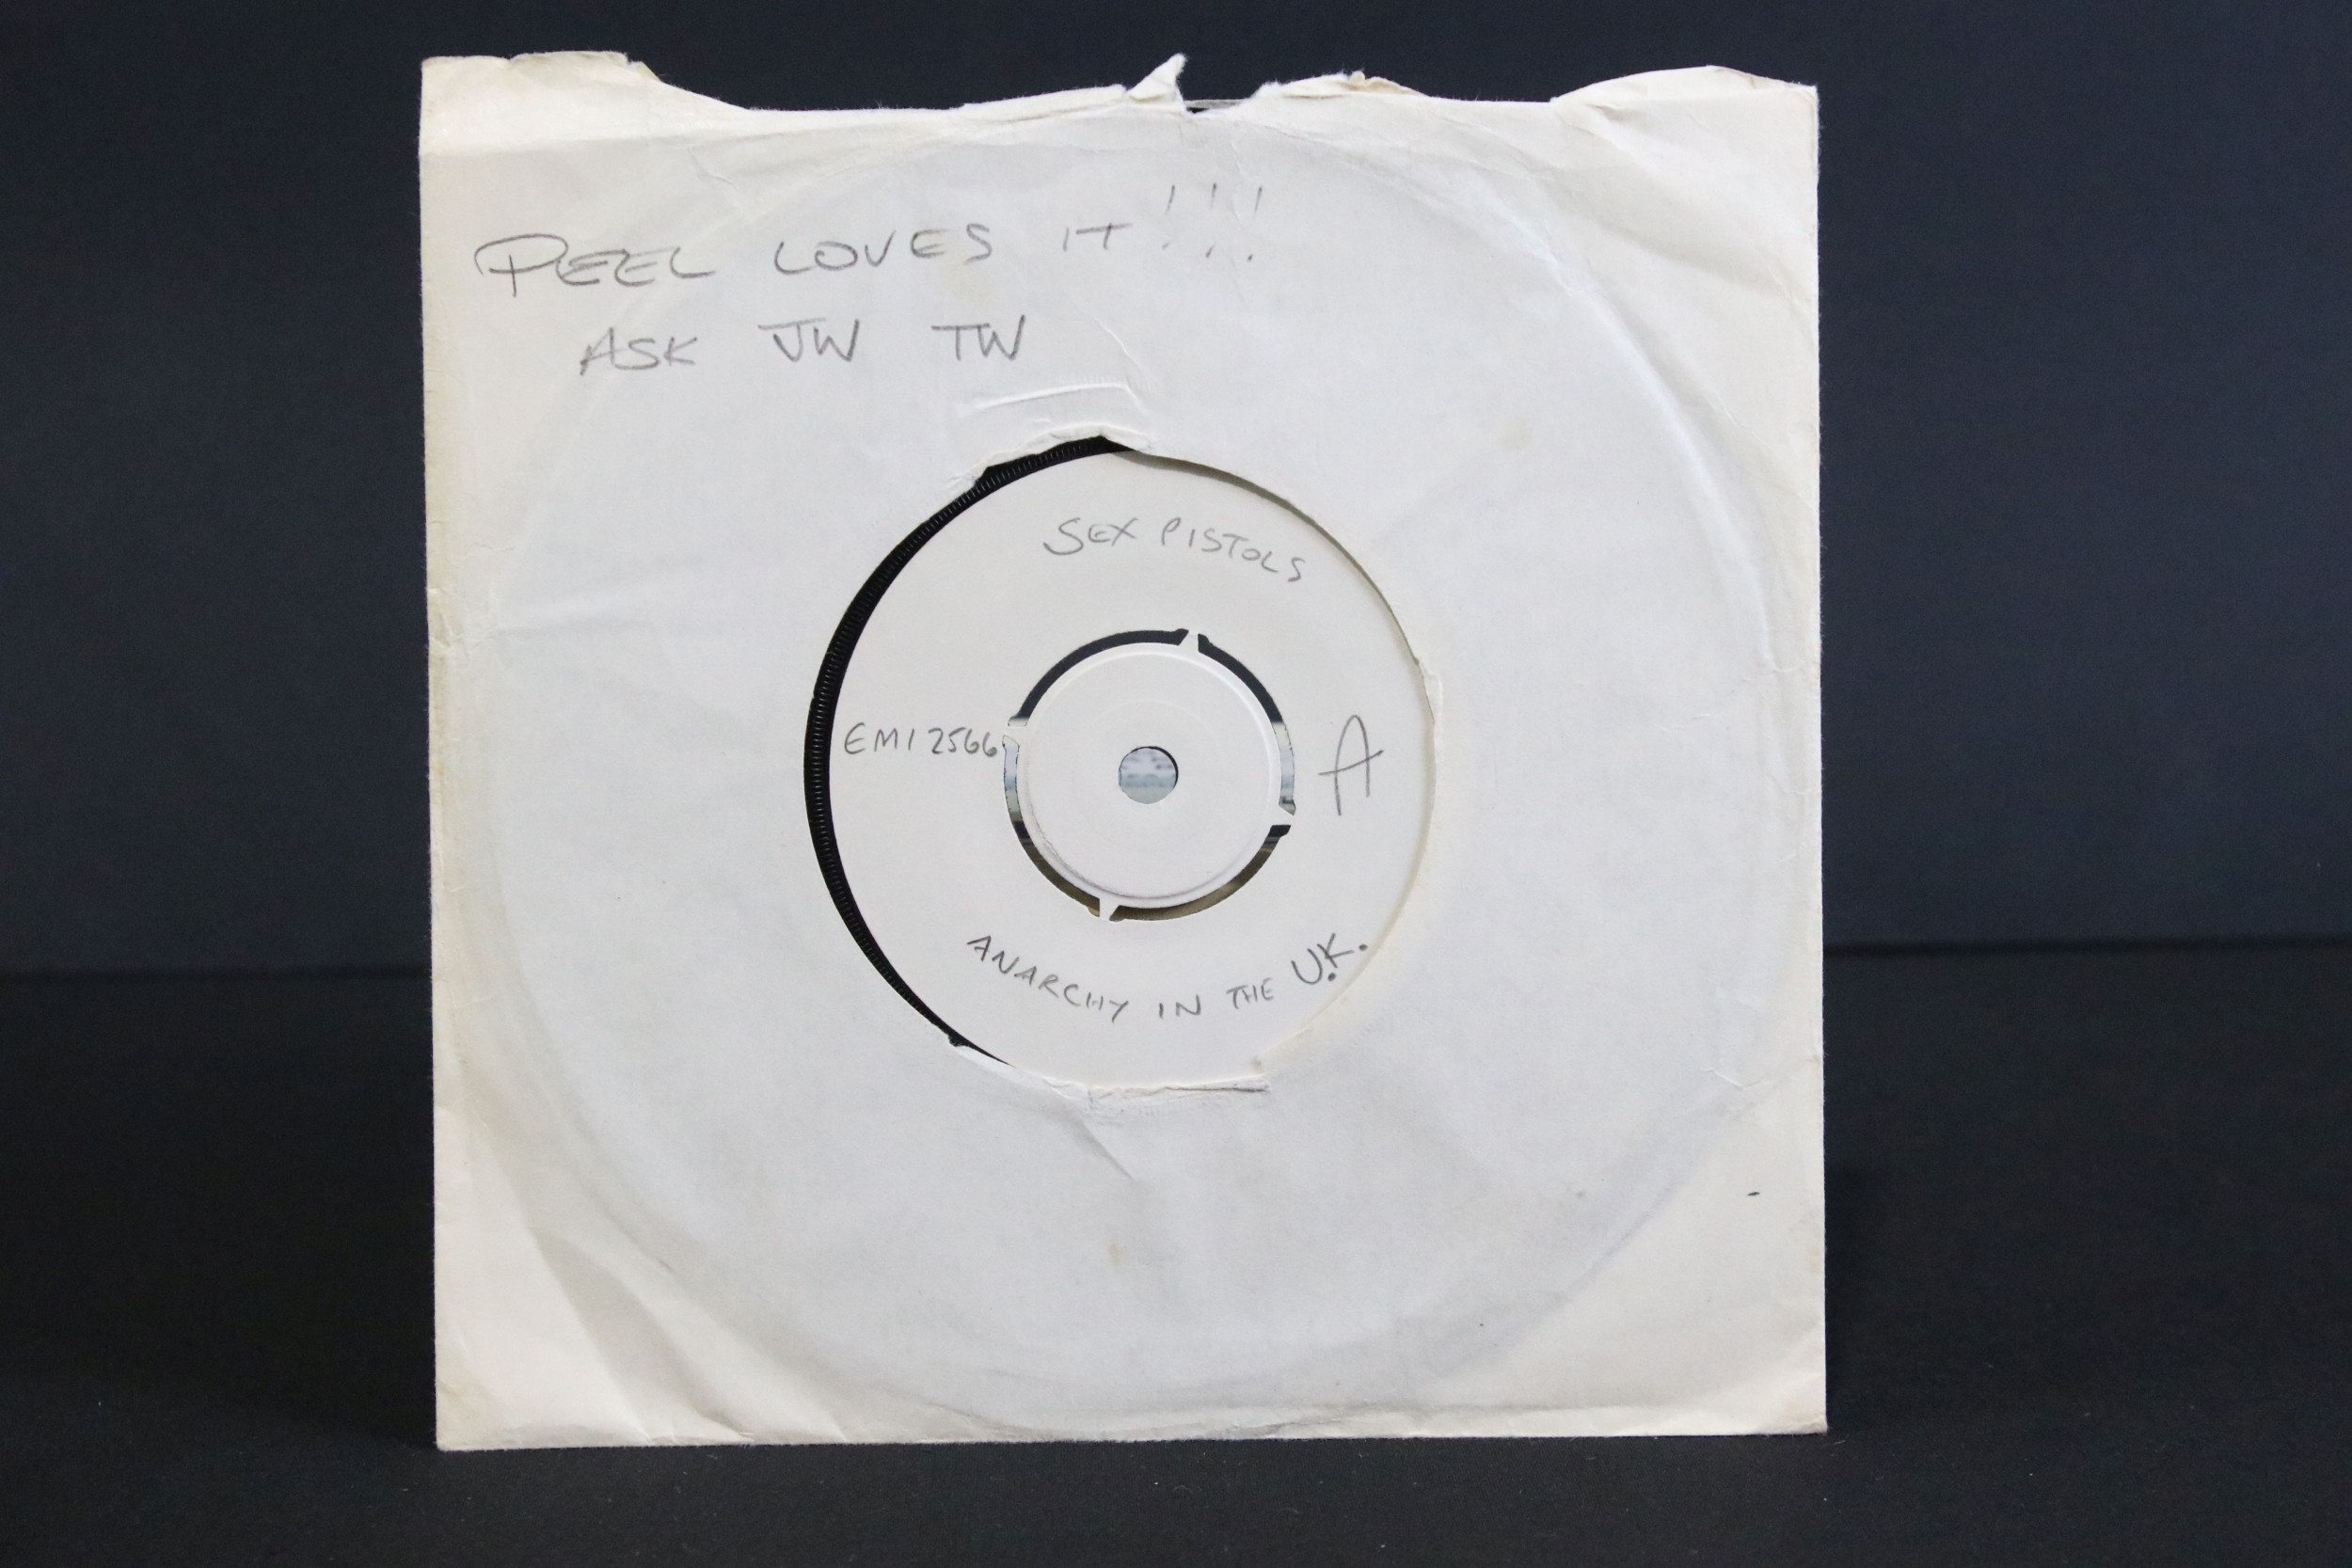 PEEL LOVES IT!!!
ASK JW TW
SEX PISTOLS
EMI 2566
A
ANARCHY IN THE U.K.